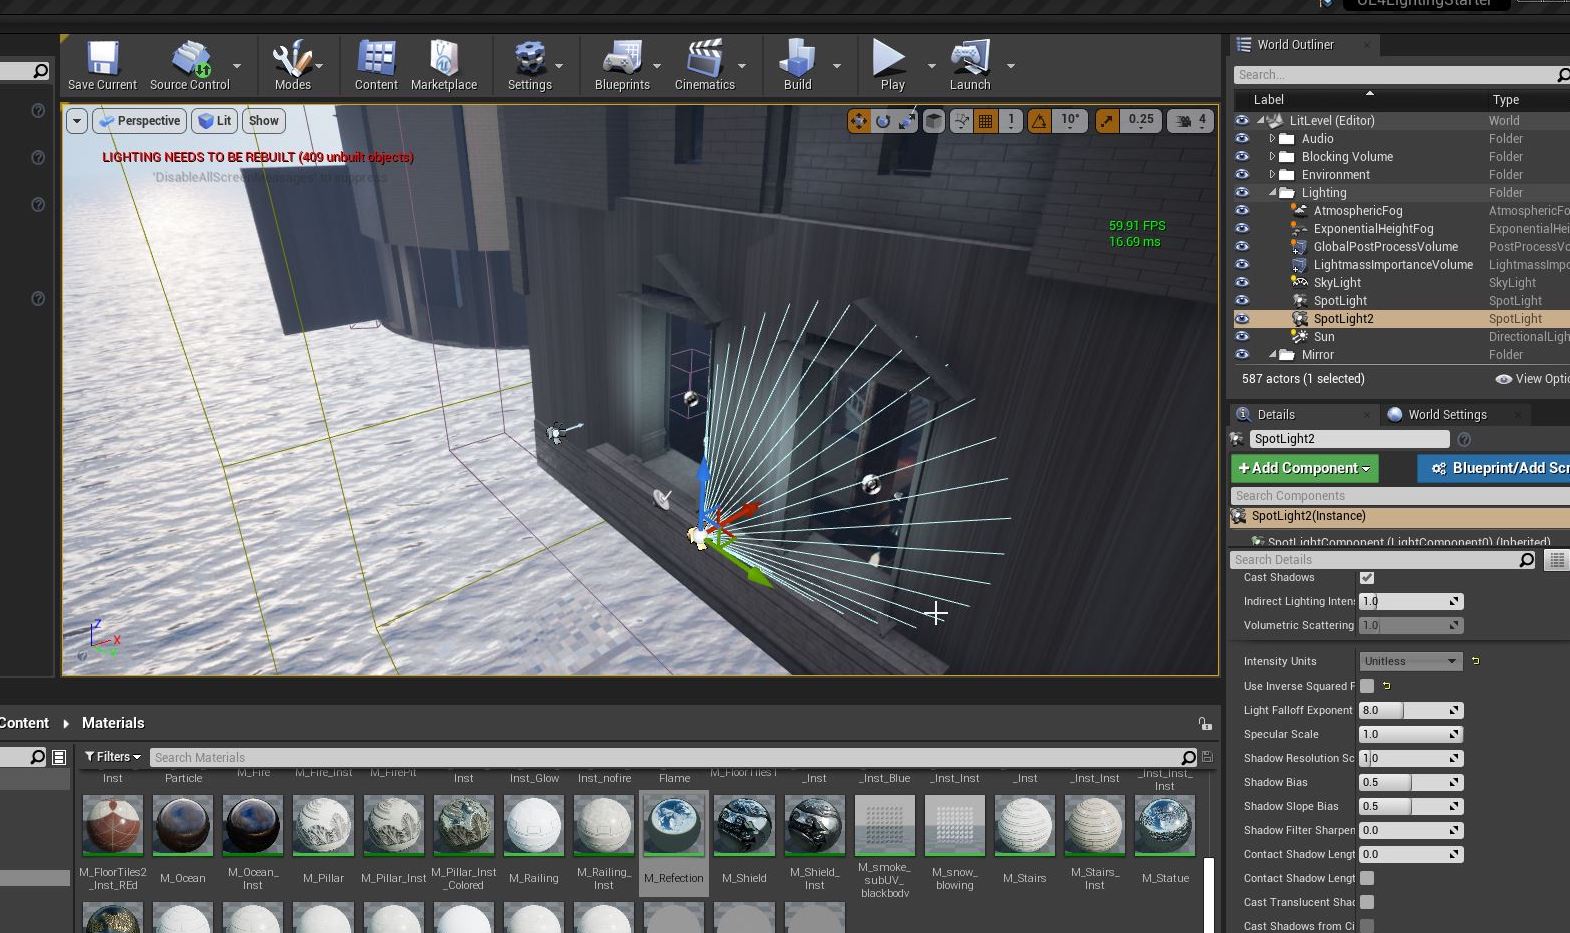 UE4LightingStarter
Save Current
Source Control
Modes
Content
Marketplace
Settings
Blueprints
Cinematics
Build
Play
Launch
Perspective
Lit
Show
1
10°
0.25
4
LIGHTING NEEDS TO BE REBUILT (409 unbuilt objects)
'DisableAllScreenMessages' to suppress
59.91 FPS
16.69 ms
Z
X
World Outliner
Search...
Label Type
LitLevel (Editor) World
Audio Folder
Blocking Volume Folder
Environment Folder
Lighting Folder
AtmosphericFog AtmosphericFo
ExponentialHeightFog ExponentialHei
GlobalPostProcessVolume PostProcessVo
LightmassImportanceVolume LightmassImpo
SkyLight SkyLight
SpotLight SpotLight
SpotLight2 SpotLight
Sun DirectionalLigh
Mirror Folder
587 actors (1 selected) View Optio
Details
World Settings
SpotLight2
+Add Component
Blueprint/Add Scr
Search Components
SpotLight2(Instance)
SpotLightComponent (LightComponent0) (Inherited)
Search Details
Cast Shadows
Indirect Lighting Intens 1.0
Volumetric Scattering 1.0
Intensity Units Unitless
Use Inverse Squared F
Light Falloff Exponent 8.0
Specular Scale 1.0
Shadow Resolution Sc 1.0
Shadow Bias 0.5
Shadow Slope Bias 0.5
Shadow Filter Sharpen 0.0
Contact Shadow Lengt 0.0
Contact Shadow Lengt
Cast Translucent Shad
Cast Shadows from Ci
Content Materials
Filters
Search Materials
M_Fire M_Fire_Inst M_FirePit M_FloorTiles1 _Inst_Inst_
Inst Particle Inst Inst_Glow Inst_nofire Flame _Inst _Inst_Blue _Inst_Inst _Inst _Inst_Inst Inst
M_FloorTiles2
_Inst_REd
M_Ocean
M_Ocean_
Inst
M_Pillar
M_Pillar_Inst
M_Pillar_Inst
_Colored
M_Railing
M_Railing_
Inst
M_Refection
M_Shield
M_Shield_
Inst
M_smoke_
subUV_
blackbody
M_snow_
blowing
M_Stairs
M_Stairs_
Inst
M_Statue